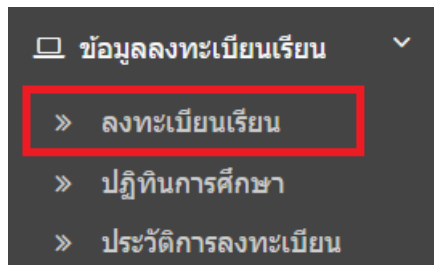 ข้อมูลลงทะเบียนเรียน
ลงทะเบียนเรียน
ปฏิทินการศึกษา
ประวัติการลงทะเบียน